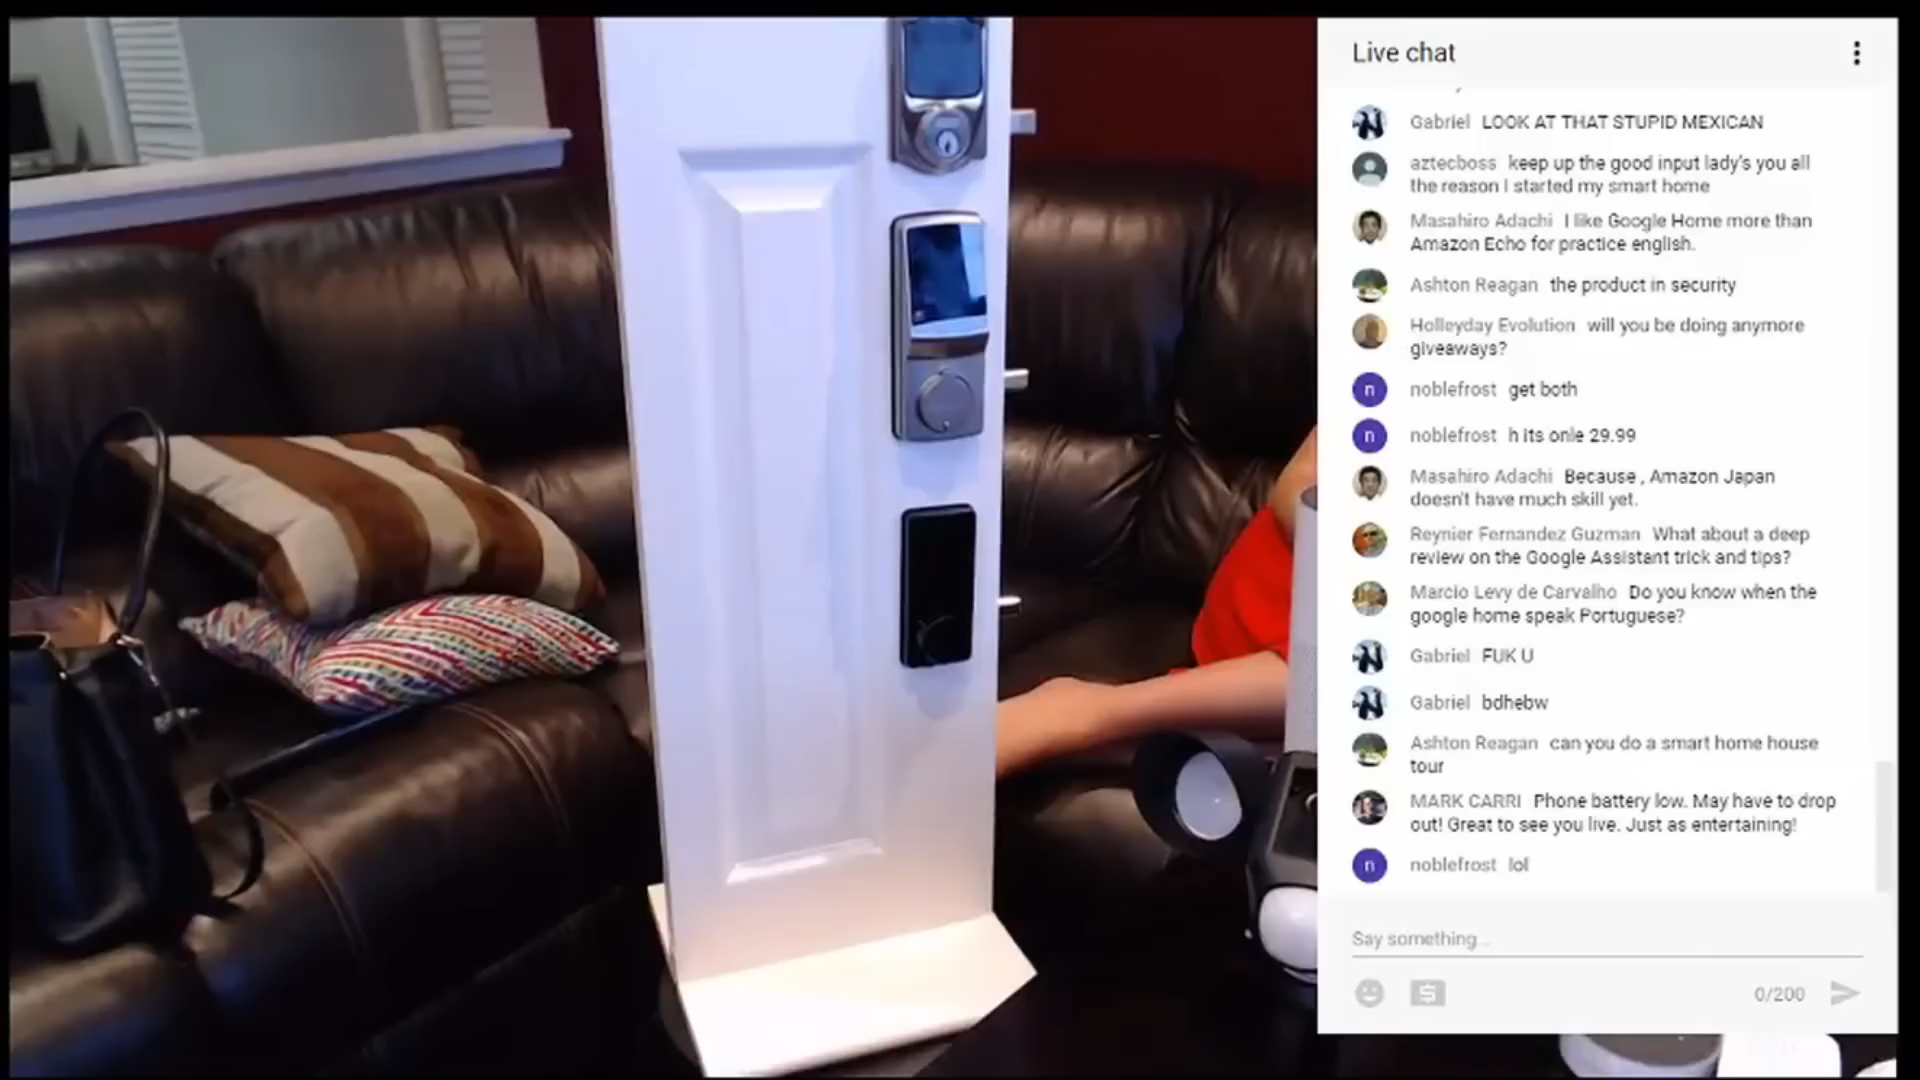 Live chat
Gabriel LOOK AT THAT STUPID MEXICAN
aztecboss keep up the good input lady's you all
the reason I started my smart home
Masahiro Adachi I like Google Home more than
Amazon Echo for practice english.
Ashton Reagan the product in security
Holleyday Evolution will you be doing anymore
giveaways?
n noblefrost get both
n noblefrost h its onle 29.99
Masahiro Adachi Because , Amazon Japan
doesn't have much skill yet.
Reynier Fernandez Guzman What about a deep
review on the Google Assistant trick and tips?
Marcio Levy de Carvalho Do you know when the
google home speak Portuguese?
Gabriel FUK U
Gabriel bdhebw
Ashton Reagan can you do a smart home house
tour
MARK CARRI Phone battery low. May have to drop
out! Great to see you live. Just as entertaining!
n noblefrost lol
Say something...
$ 0/200